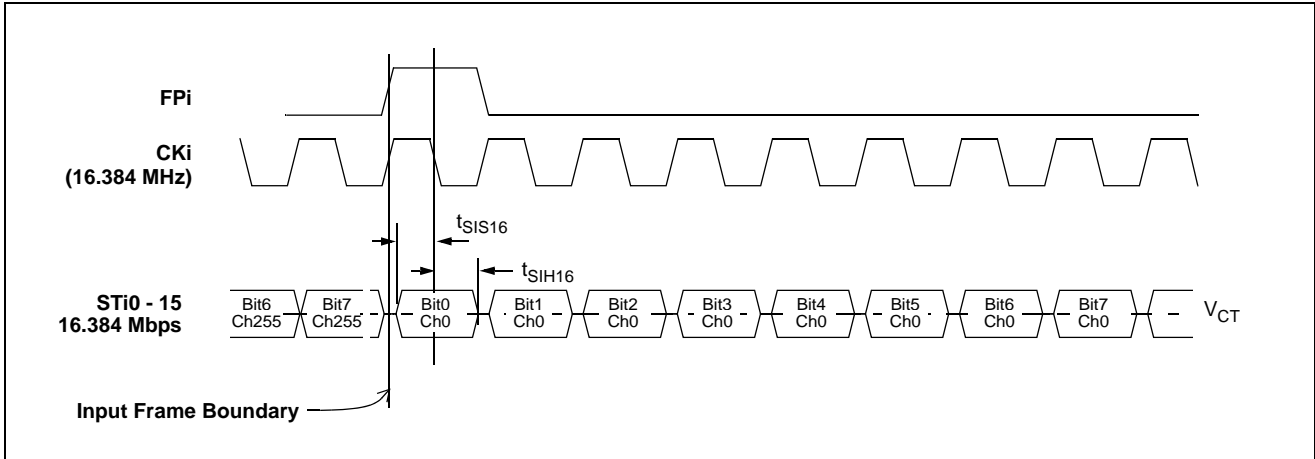 FPi
CKi
(16.384 MHz)
tSIS16
tSIH16
STi0 - 15
16.384 Mbps
Bit6 Ch255
Bit7 Ch255
Bit0 Ch0
Bit1 Ch0
Bit2 Ch0
Bit3 Ch0
Bit4 Ch0
Bit5 Ch0
Bit6 Ch0
Bit7 Ch0
VCT
Input Frame Boundary